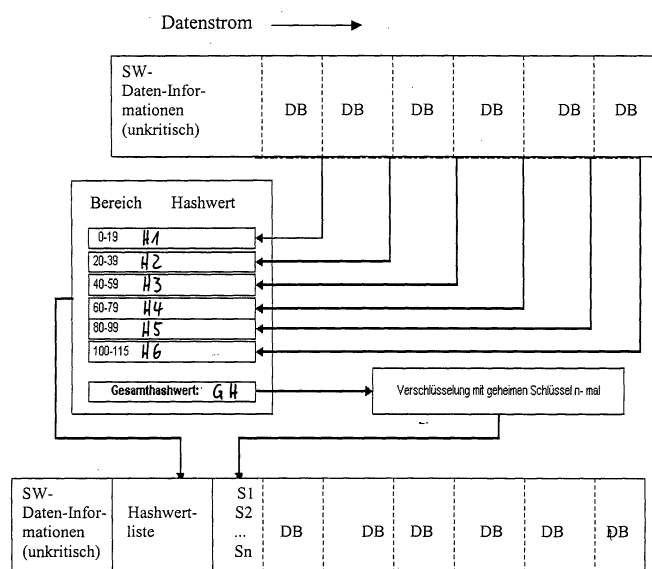 Datenstrom
SW-
Daten-Infor-
mationen
(unkritisch)
DB DB DB DB DB DB
Bereich Hashwert
0-19 H1
20-39 H2
40-59 H3
60-79 H4
80-99 H5
100-115 H6
Gesamthashwert: GH
Verschlüsselung mit geheimen Schlüssel n- mal
SW-
Daten-Infor-
mationen
(unkritisch)
Hashwert-
liste
S1
S2
...
Sn
DB DB DB DB DB DB